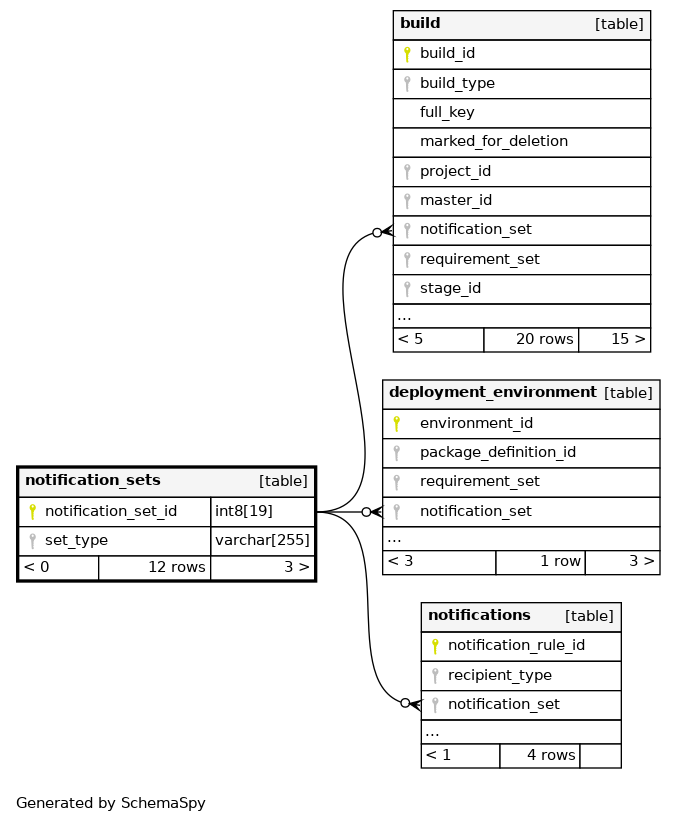 build [table]
build_id
build_type
full_key
marked_for_deletion
project_id
master_id
notification_set
requirement_set
stage_id
...
< 5 20 rows 15 >
deployment_environment [table]
environment_id
package_definition_id
requirement_set
notification_set
...
< 3 1 row 3 >
notification_sets [table]
notification_set_id int8[19]
set_type varchar[255]
< 0 12 rows 3 >
notifications [table]
notification_rule_id
recipient_type
notification_set
...
< 1 4 rows
Generated by SchemaSpy